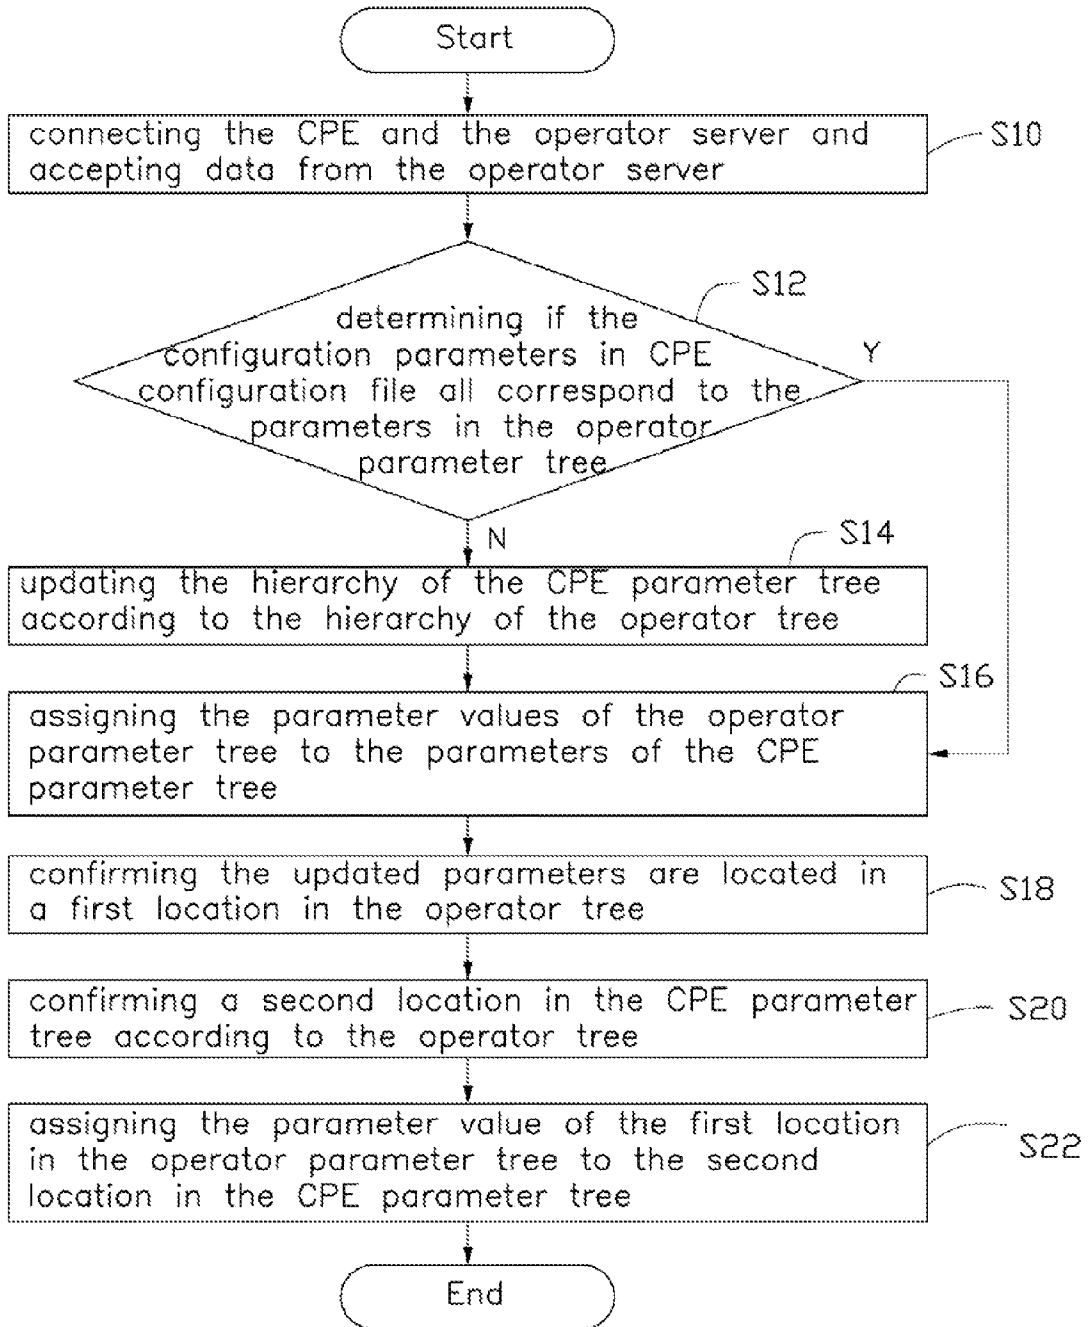 Start
connecting the CPE and the operator server and
accepting data from the operator server
S10
S12
determining if the
configuration parameters in CPE
configuration file all correspond to the
parameters in the operator
parameter tree
Y
N
S14
updating the hierarchy of the CPE parameter tree
according to the hierarchy of the operator tree
S16
assigning the parameter values of the operator
parameter tree to the parameters of the CPE
parameter tree
confirming the updated parameters are located in
a first location in the operator tree
S18
confirming a second location in the CPE parameter
tree according to the operator tree
S20
assigning the parameter value of the first location
in the operator parameter tree to the second
location in the CPE parameter tree
S22
End